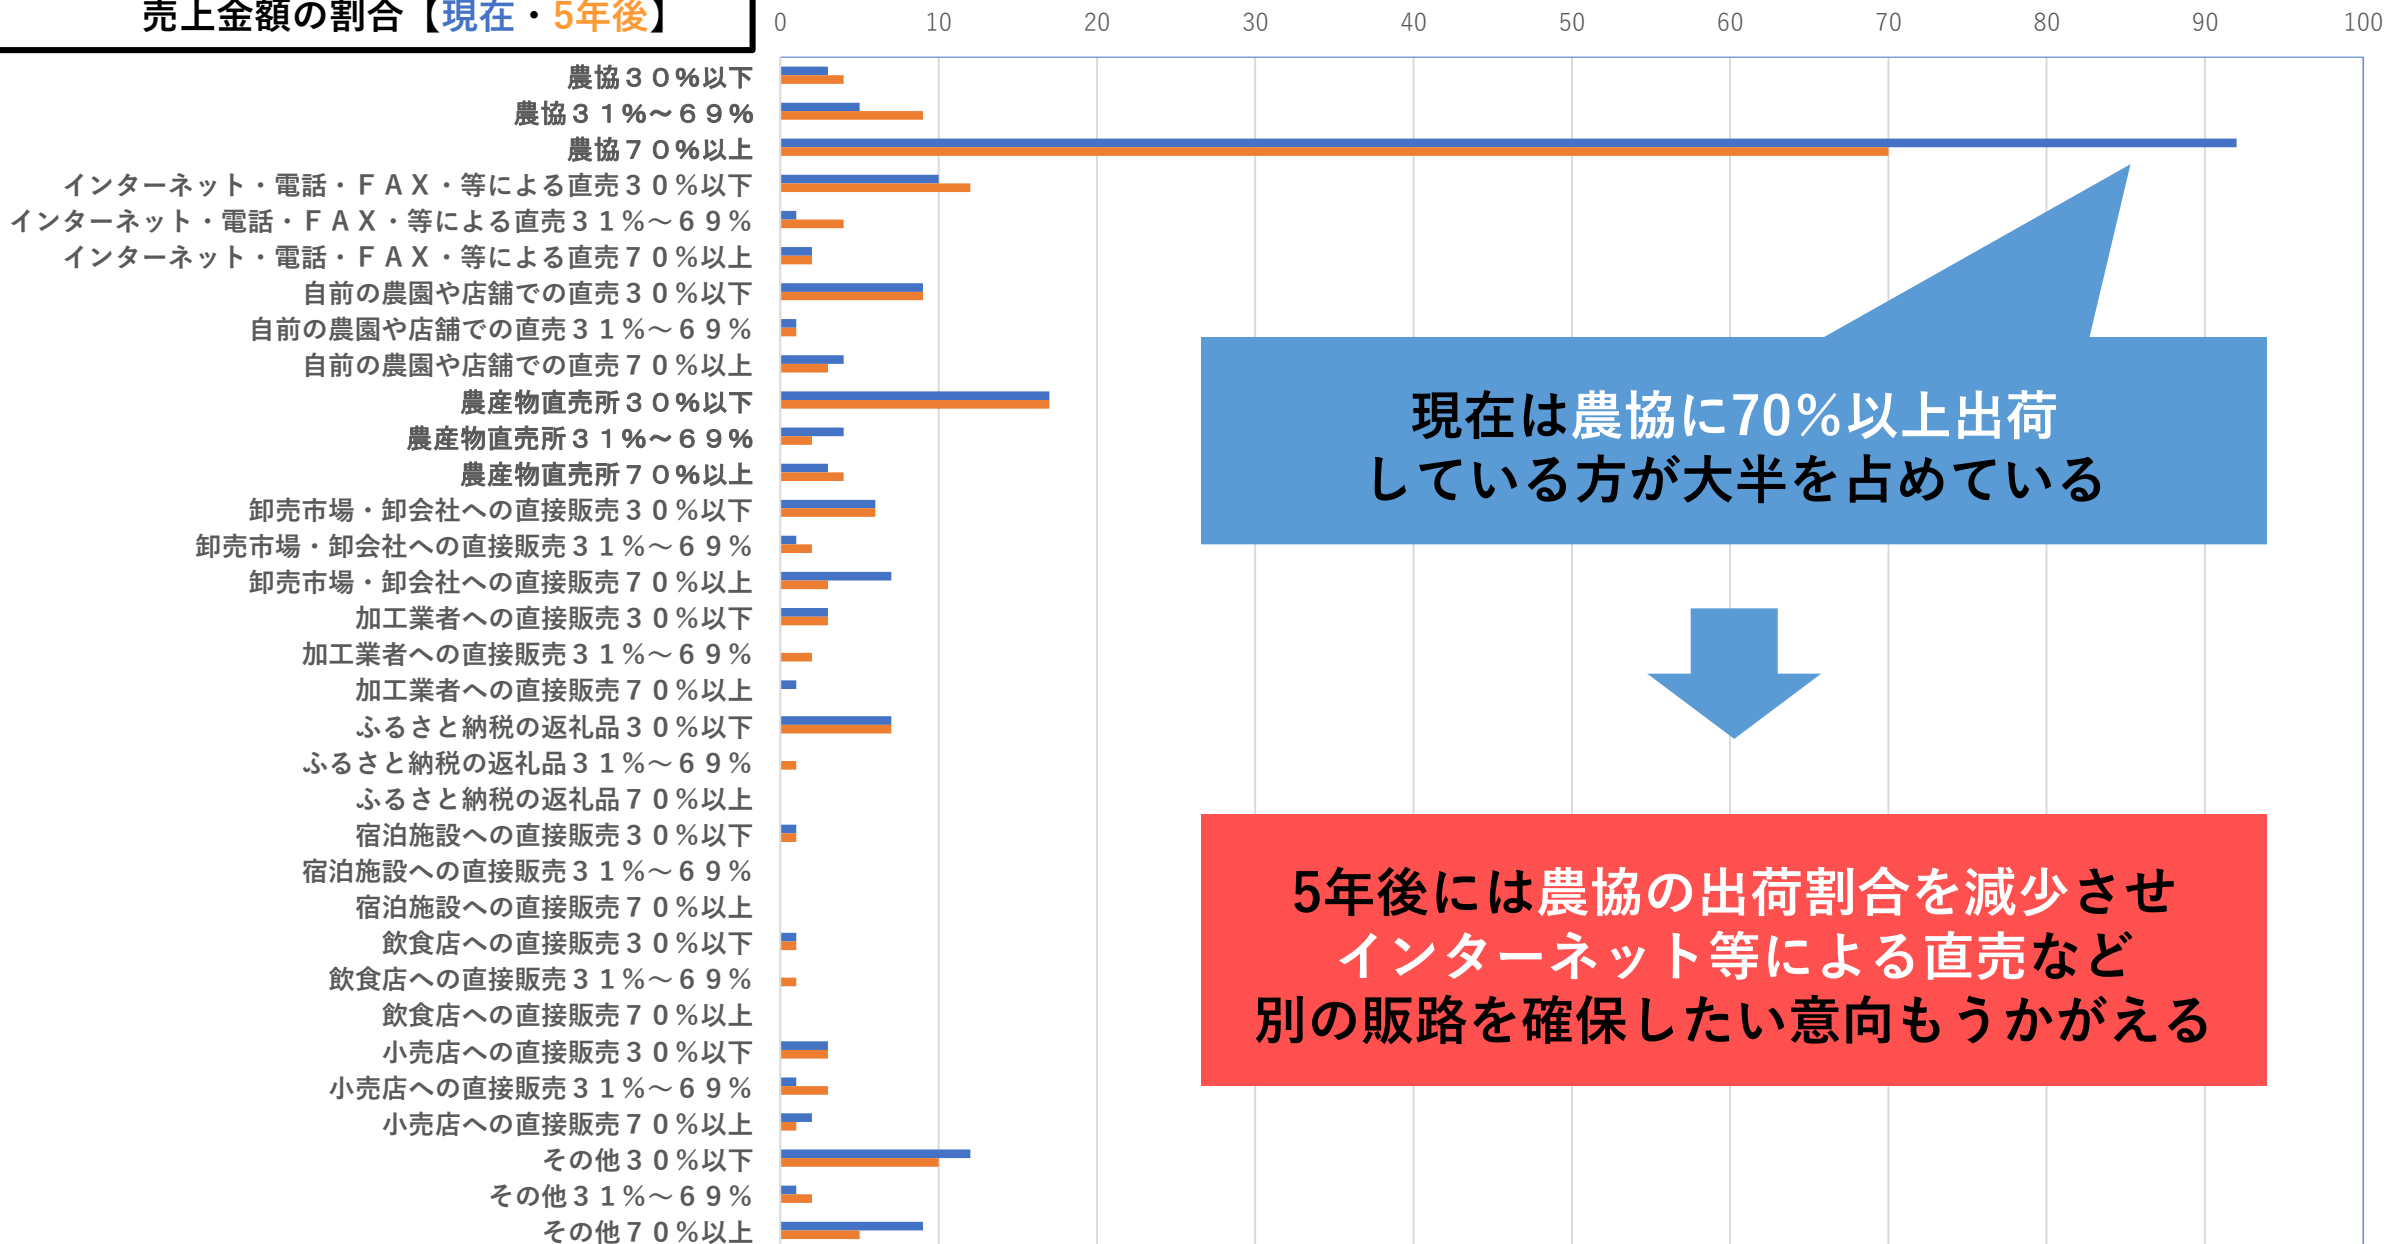 売上金額の割合【現在・5年後】
0 10 20 30 40 50 60 70 80 90 100
農協３０%以下
農協３１%～６９%
農協７０%以上
インターネット・電話・ＦＡＸ・等による直売３０%以下
インターネット・電話・ＦＡＸ・等による直売３１%～６９%
インターネット・電話・ＦＡＸ・等による直売７０%以上
自前の農園や店舗での直売３０%以下
自前の農園や店舗での直売３１%～６９%
自前の農園や店舗での直売７０%以上
農産物直売所３０%以下
農産物直売所３１%～６９%
農産物直売所７０%以上
卸売市場・卸会社への直接販売３０%以下
卸売市場・卸会社への直接販売３１%～６９%
卸売市場・卸会社への直接販売７０%以上
加工業者への直接販売３０%以下
加工業者への直接販売３１%～６９%
加工業者への直接販売７０%以上
ふるさと納税の返礼品３０%以下
ふるさと納税の返礼品３１%～６９%
ふるさと納税の返礼品７０%以上
宿泊施設への直接販売３０%以下
宿泊施設への直接販売３１%～６９%
宿泊施設への直接販売７０%以上
飲食店への直接販売３０%以下
飲食店への直接販売３１%～６９%
飲食店への直接販売７０%以上
小売店への直接販売３０%以下
小売店への直接販売３１%～６９%
小売店への直接販売７０%以上
その他３０%以下
その他３１%～６９%
その他７０%以上
現在は農協に70%以上出荷
している方が大半を占めている
5年後には農協の出荷割合を減少させ
インターネット等による直売など
別の販路を確保したい意向もうかがえる